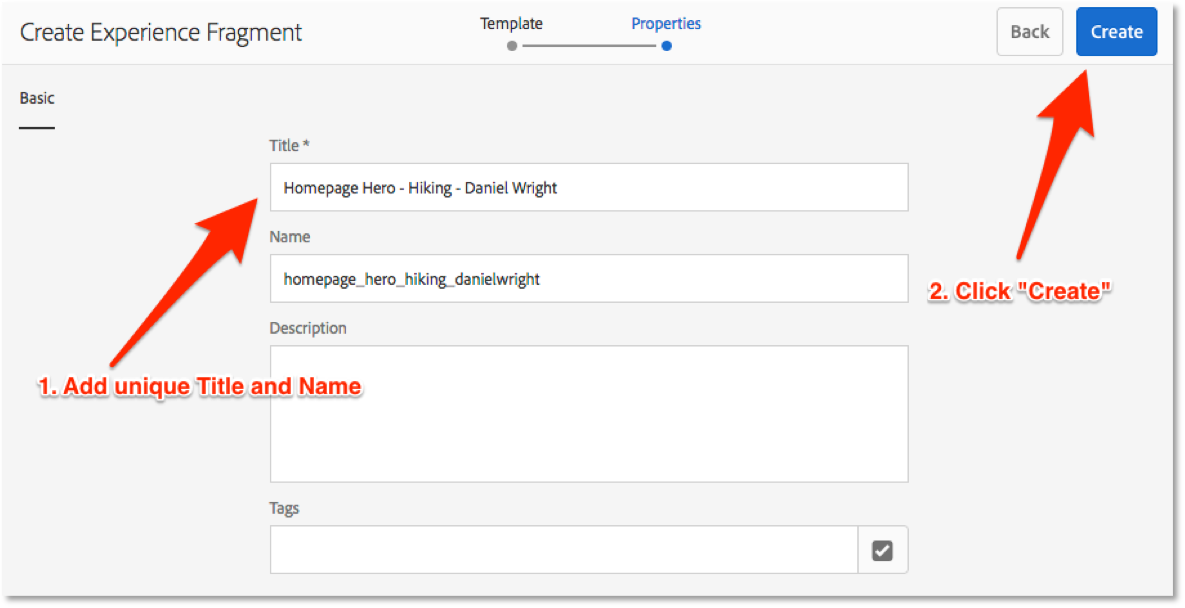 Create Experience Fragment
Template
Properties
Back
Create
Basic
Title *
Homepage Hero - Hiking - Daniel Wright
Name
homepage_hero_hiking_danielwright
2. Click "Create"
Description
1. Add unique Title and Name
Tags